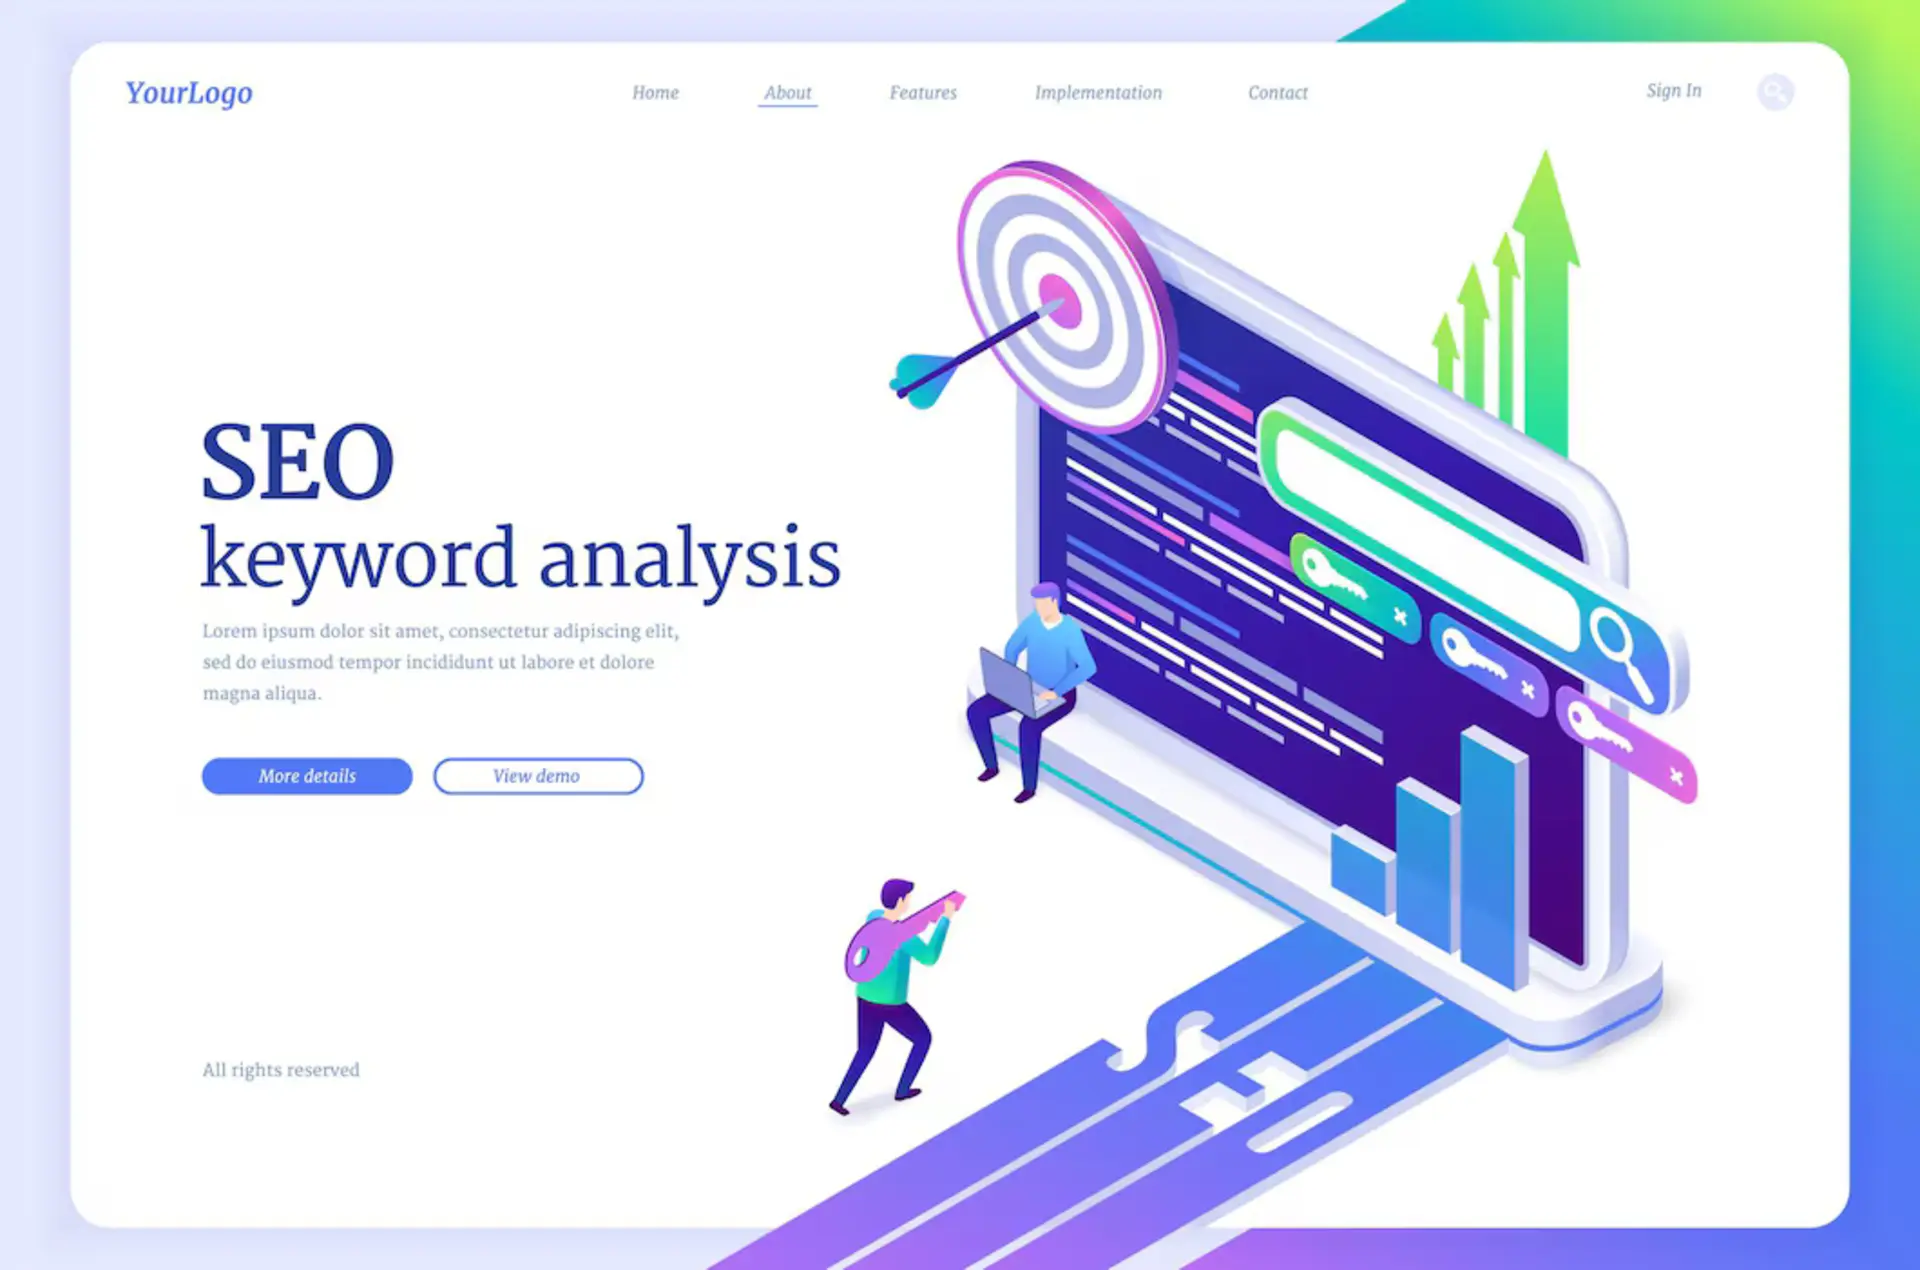 YourLogo
Home
About
Features
Implementation
Contact
Sign In
SEO
keyword analysis
Lorem ipsum dolor sit amet, consectetur adipiscing elit,
sed do eiusmod tempor incididunt ut labore et dolore
magna aliqua.
More details
View demo
All rights reserved
SEO